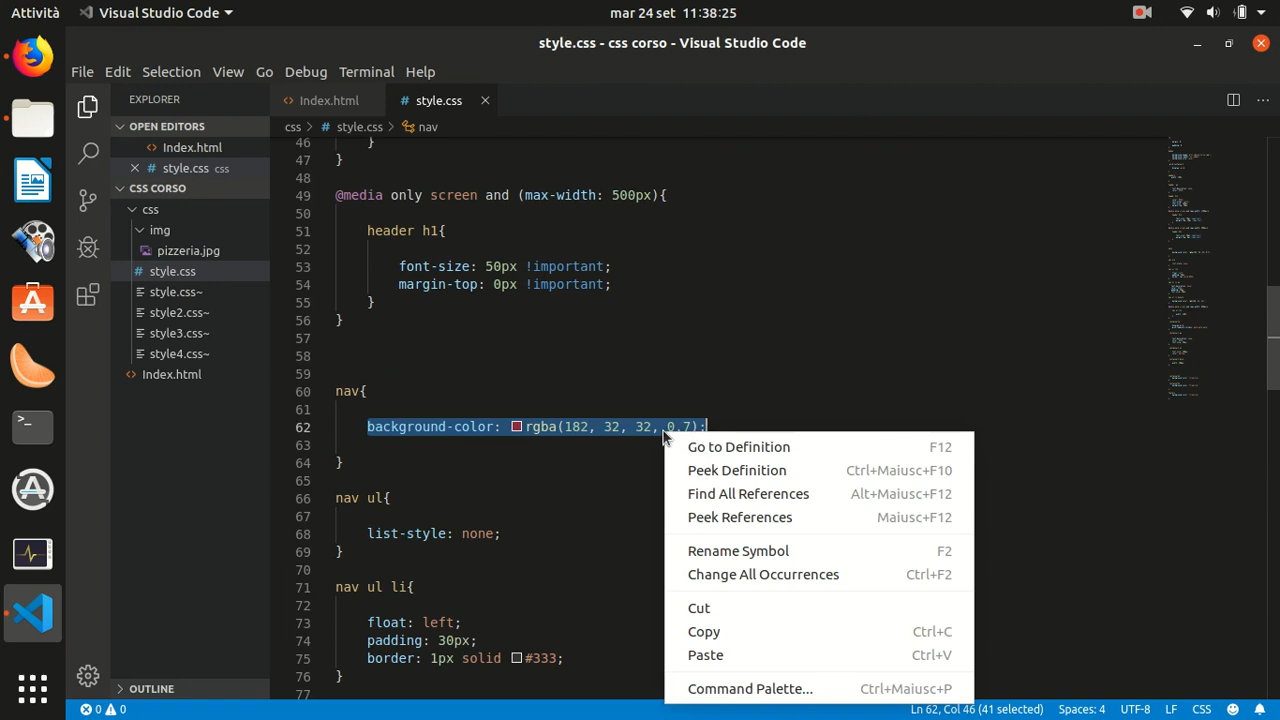 Attività
Visual Studio Code
mar 24 set 11:38:25
style.css - css corso - Visual Studio Code
File Edit Selection View Go Debug Terminal Help
EXPLORER
OPEN EDITORS
Index.html
style.css css
CSS CORSO
css
img
pizzeria.jpg
style.css
style.css~
style2.css~
style3.css~
style4.css~
Index.html
OUTLINE
Index.html
style.css
css > style.css > nav
46 }
47 }
48
49 @media only screen and (max-width: 500px){
50
51 header h1{
52
53 font-size: 50px !important;
54 margin-top: 0px !important;
55 }
56 }
57
58
59
60 nav{
61
62 background-color: rgba(182, 32, 32, 0.7);
63
64 }
65
66 nav ul{
67
68 list-style: none;
69 }
70
71 nav ul li{
72
73 float: left;
74 padding: 30px;
75 border: 1px solid #333;
76 }
77
Go to Definition F12
Peek Definition Ctrl+Maiusc+F10
Find All References Alt+Maiusc+F12
Peek References Maiusc+F12
Rename Symbol F2
Change All Occurrences Ctrl+F2
Cut
Copy Ctrl+C
Paste Ctrl+V
Command Palette... Ctrl+Maiusc+P
0 0
Ln 62, Col 46 (41 selected) Spaces: 4 UTF-8 LF CSS